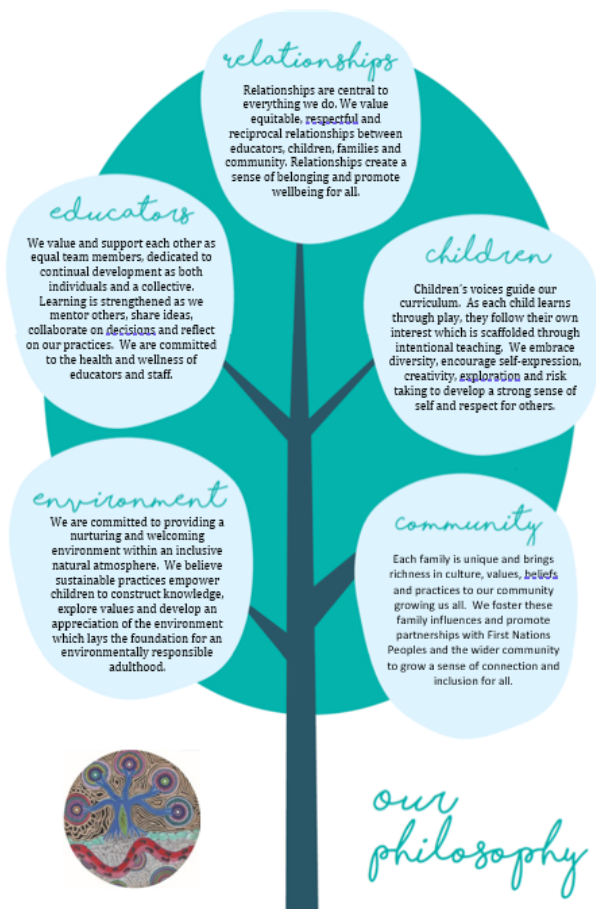 relationships
Relationships are central to
everything we do. We value
equitable, respectful and
reciprocal relationships between
educators, children, families and
community. Relationships create a
sense of belonging and promote
wellbeing for all.
educators
We value and support each other as
equal team members, dedicated to
continual development as both
individuals and a collective.
Learning is strengthened as we
mentor others, share ideas,
collaborate on decisions and reflect
on our practices. We are committed
to the health and wellness of
educators and staff.
children
Children's voices guide our
curriculum. As each child learns
through play, they follow their own
interest which is scaffolded through
intentional teaching. We embrace
diversity, encourage self-expression,
creativity, exploration and risk
taking to develop a strong sense of
self and respect for others.
environment
We are committed to providing a
nurturing and welcoming
environment within an inclusive
natural atmosphere. We believe
sustainable practices empower
children to construct knowledge,
explore values and develop an
appreciation of the environment
which lays the foundation for an
environmentally responsible
adulthood.
community
Each family is unique and brings
richness in culture, values, beliefs
and practices to our community
growing us all. We foster these
family influences and promote
partnerships with First Nations
Peoples and the wider community
to grow a sense of connection and
inclusion for all.
our
philosophy